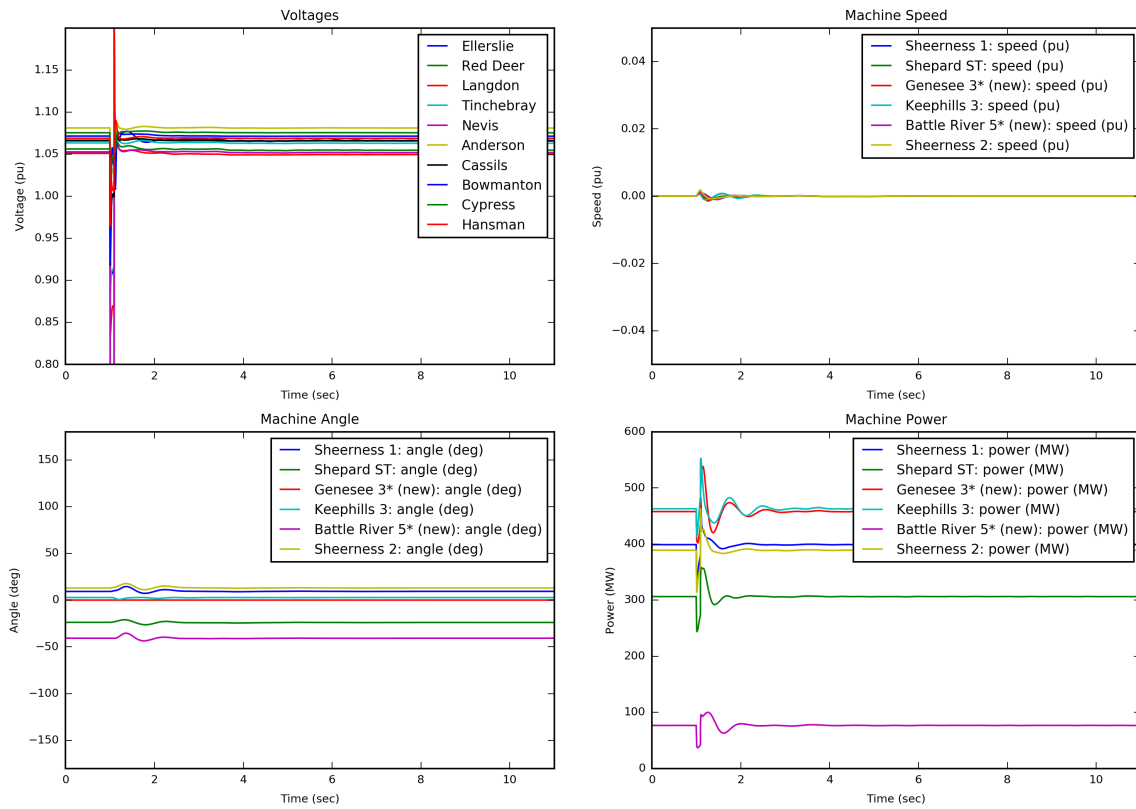 Voltages
Voltage (pu)
1.15
1.10
1.05
1.00
0.95
0.90
0.85
0.80
Ellerslie
Red Deer
Langdon
Tinchebray
Nevis
Anderson
Cassils
Bowmanton
Cypress
Hansman
0 2 4 6 8 10
Time (sec)
Machine Speed
Speed (pu)
0.04
0.02
0.00
−0.02
−0.04
Sheerness 1: speed (pu)
Shepard ST: speed (pu)
Genesee 3* (new): speed (pu)
Keephills 3: speed (pu)
Battle River 5* (new): speed (pu)
Sheerness 2: speed (pu)
0 2 4 6 8 10
Time (sec)
Machine Angle
Angle (deg)
150
100
50
0
−50
−100
−150
Sheerness 1: angle (deg)
Shepard ST: angle (deg)
Genesee 3* (new): angle (deg)
Keephills 3: angle (deg)
Battle River 5* (new): angle (deg)
Sheerness 2: angle (deg)
0 2 4 6 8 10
Time (sec)
Machine Power
Power (MW)
600
500
400
300
200
100
0
Sheerness 1: power (MW)
Shepard ST: power (MW)
Genesee 3* (new): power (MW)
Keephills 3: power (MW)
Battle River 5* (new): power (MW)
Sheerness 2: power (MW)
0 2 4 6 8 10
Time (sec)